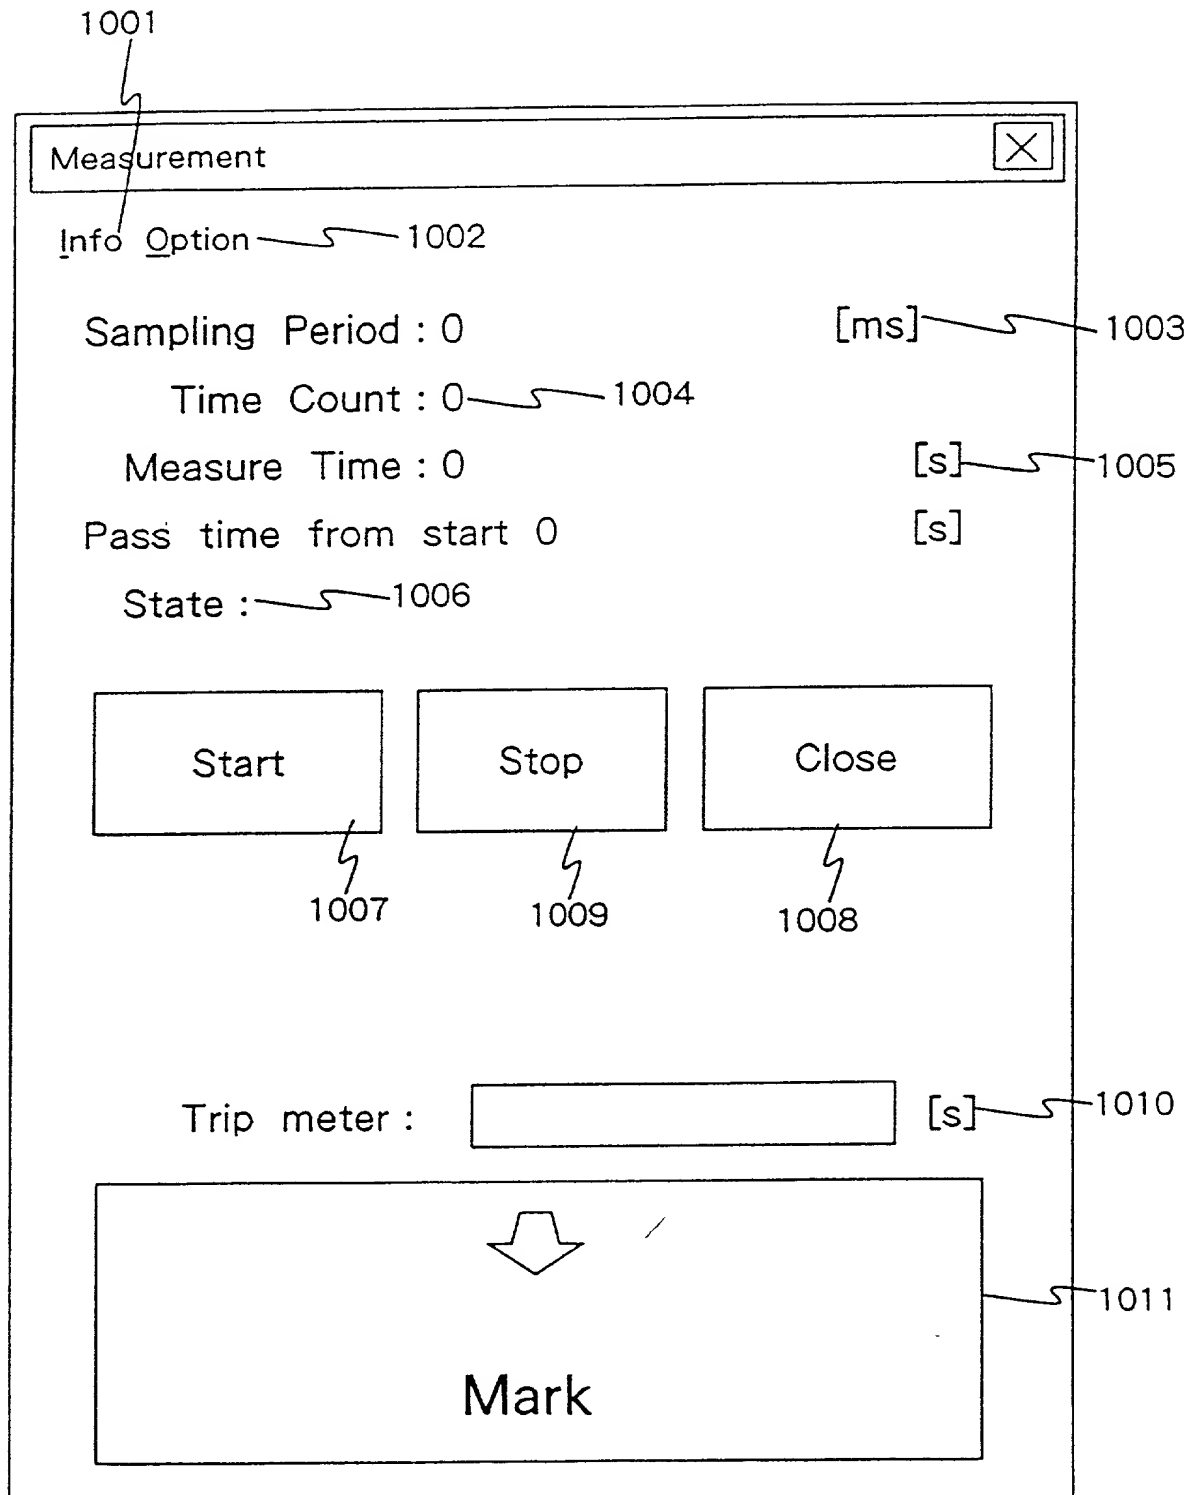 1001
Measurement
Info Option 1002
Sampling Period : 0 [ms] 1003
Time Count : 0 1004
Measure Time : 0 [s] 1005
Pass time from start 0 [s]
State : 1006
Start Stop Close
1007 1009 1008
Trip meter : [s] 1010
1011
Mark